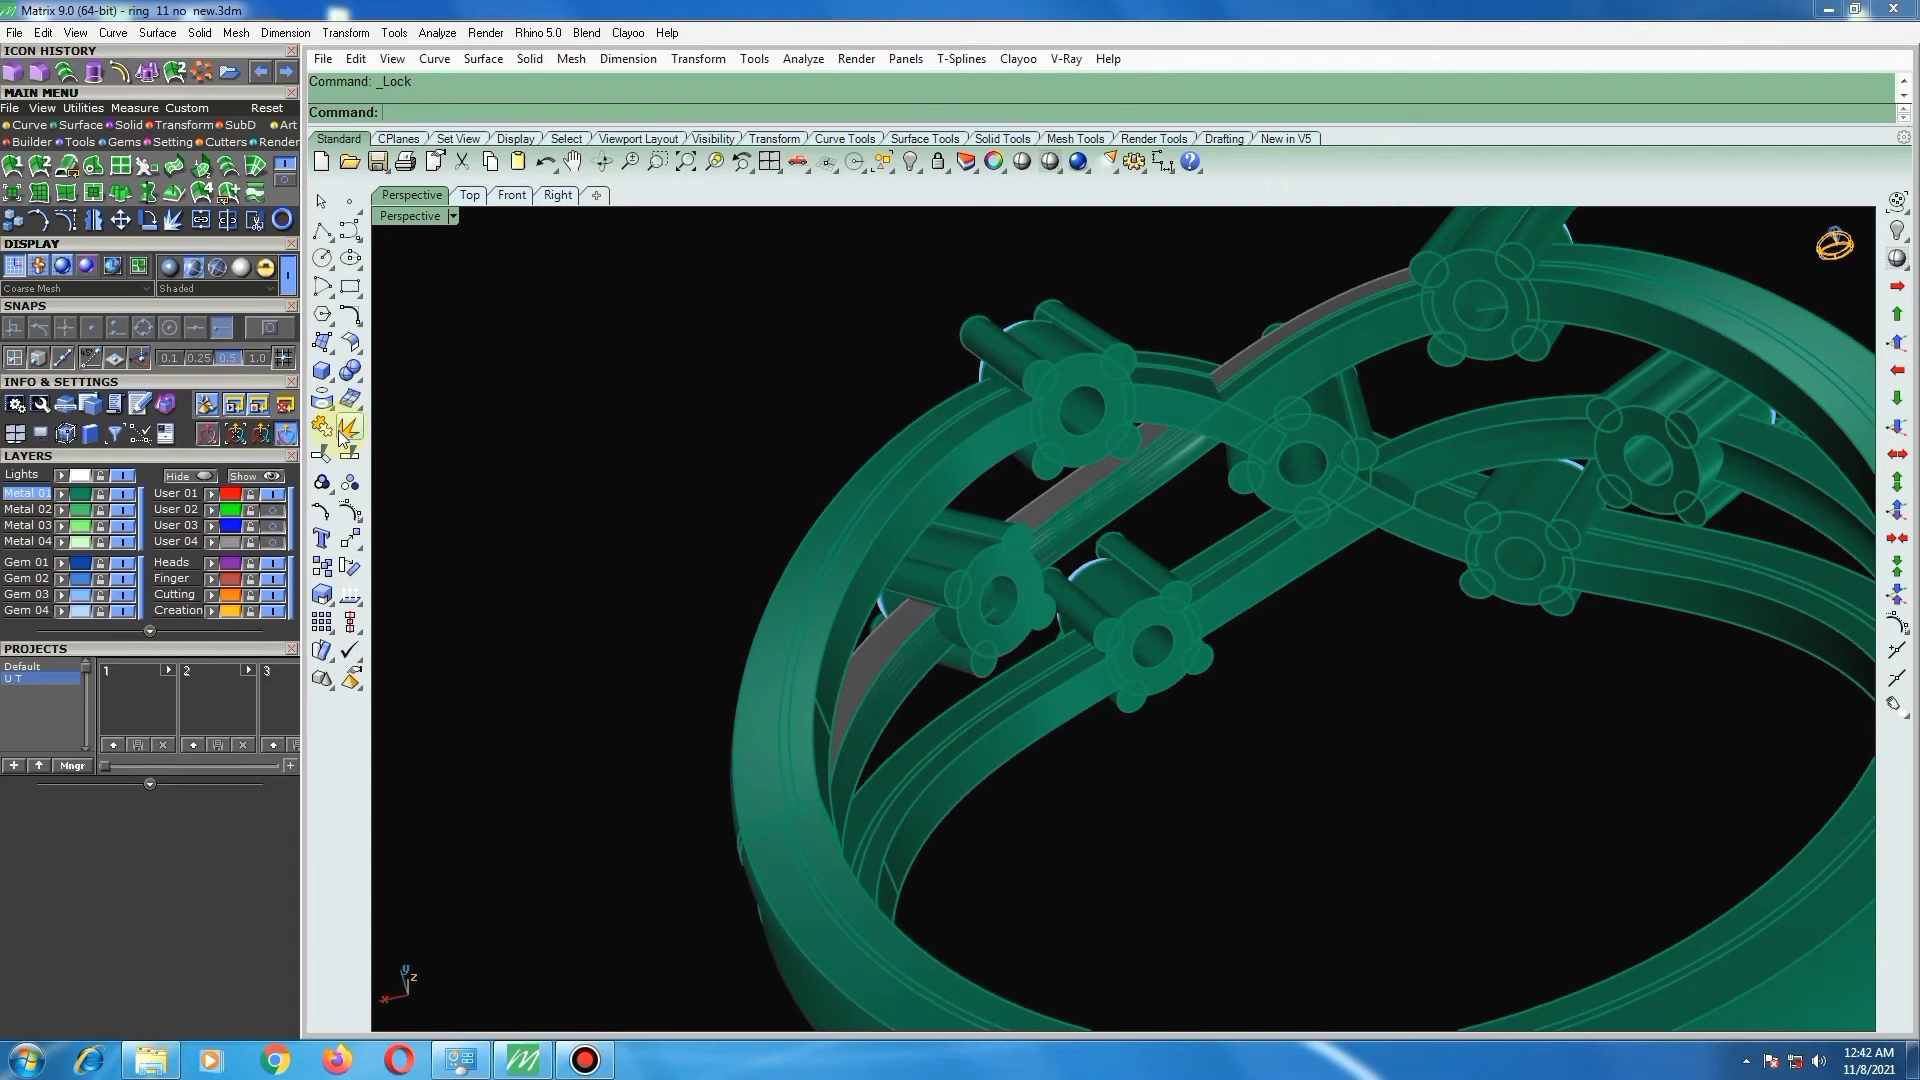 Matrix 9.0 (64-bit) - ring  11 no  new.3dm
File Edit View Curve Surface Solid Mesh Dimension Transform Tools Analyze Render Rhino 5.0 Blend Clayoo Help
ICON HISTORY
MAIN MENU
File View Utilities Measure Custom Reset
Curve Surface Solid Transform SubD Art
Builder Tools Gems Setting Cutters Render
DISPLAY
Coarse Mesh Shaded
SNAPS
0.1 0.25 0.5 1.0
INFO & SETTINGS
LAYERS
Lights Hide Show
Metal 01 User 01
Metal 02 User 02
Metal 03 User 03
Metal 04 User 04
Gem 01 Heads
Gem 02 Finger
Gem 03 Cutting
Gem 04 Creation
PROJECTS
Default
U T
1 2 3
Mngr
File Edit View Curve Surface Solid Mesh Dimension Transform Tools Analyze Render Panels T-Splines Clayoo V-Ray Help
Command: _Lock
Command:
Standard CPlanes Set View Display Select Viewport Layout Visibility Transform Curve Tools Surface Tools Solid Tools Mesh Tools Render Tools Drafting New in V5
Perspective Top Front Right
Perspective
y
z
x
12:42 AM
11/8/2021